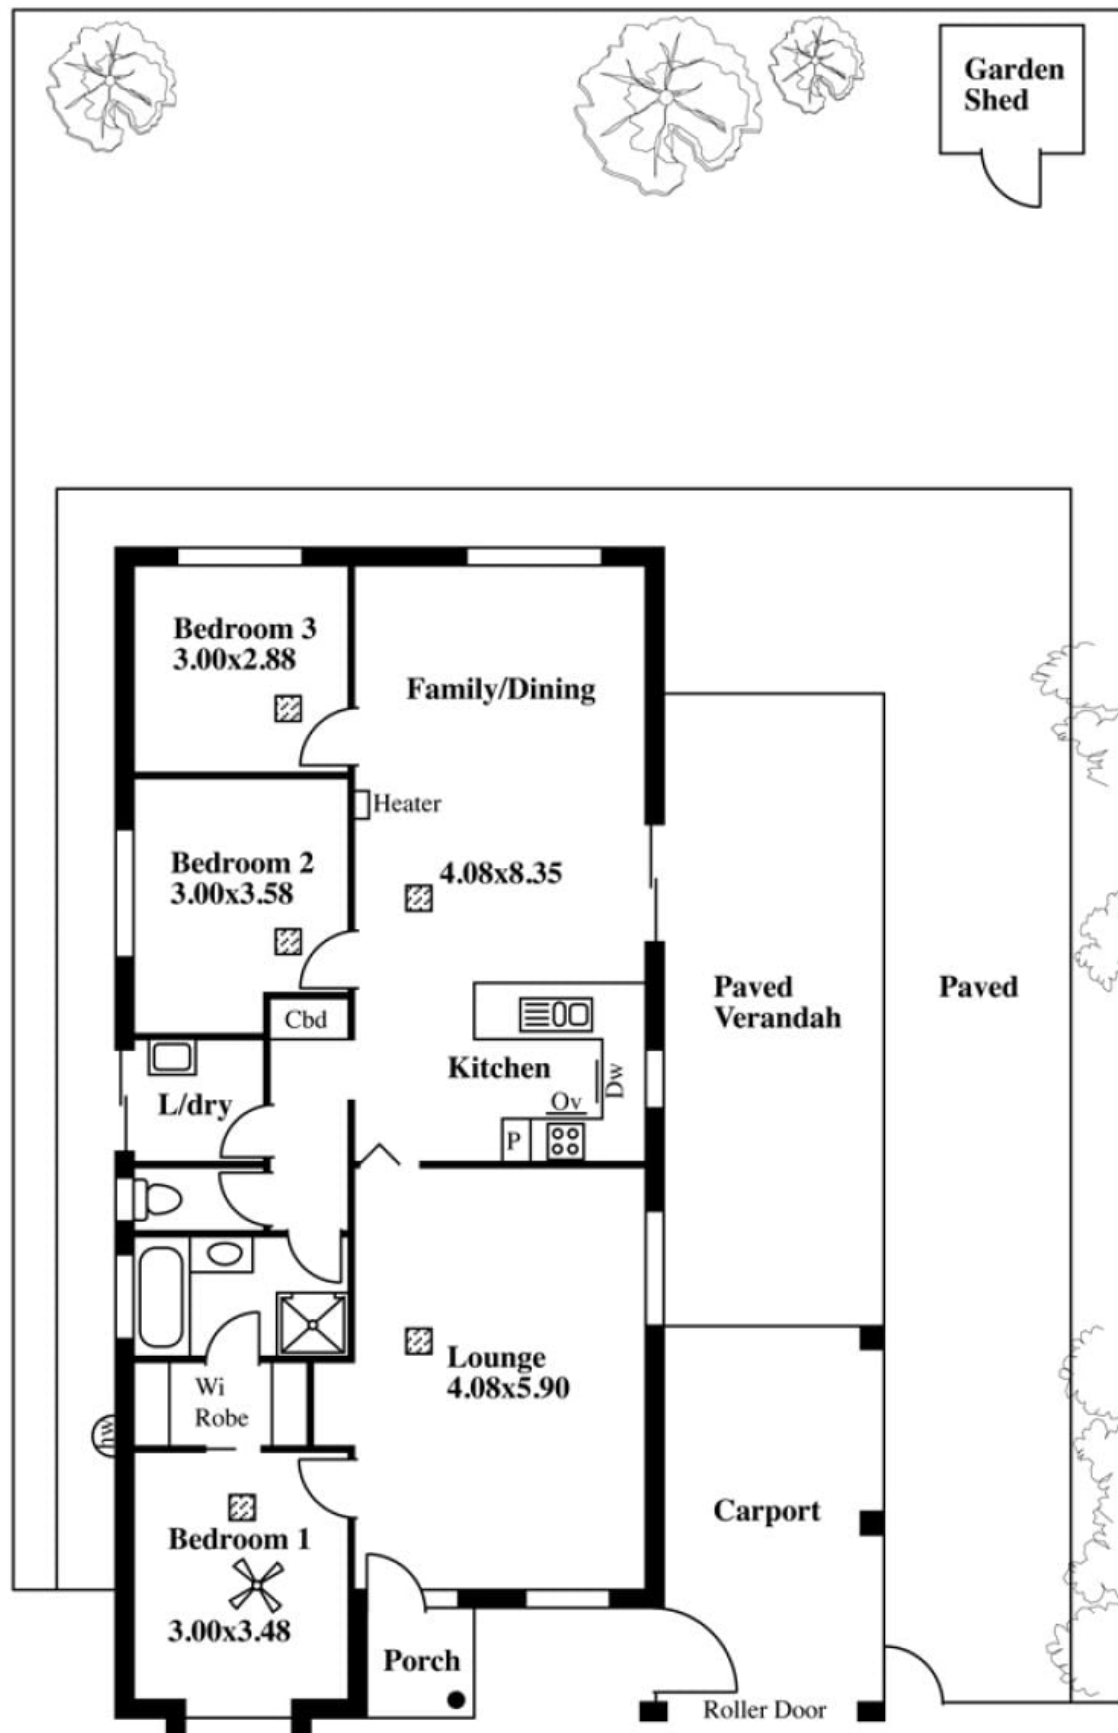 Garden
Shed
Bedroom 3
3.00x2.88
Family/Dining
Heater
Bedroom 2
3.00x3.58
4.08x8.35
Cbd
Paved
Verandah
Paved
Kitchen
Dw
L/dry
Ov
P
Lounge
4.08x5.90
Wi
Robe
hw
Carport
Bedroom 1
3.00x3.48
Porch
Roller Door